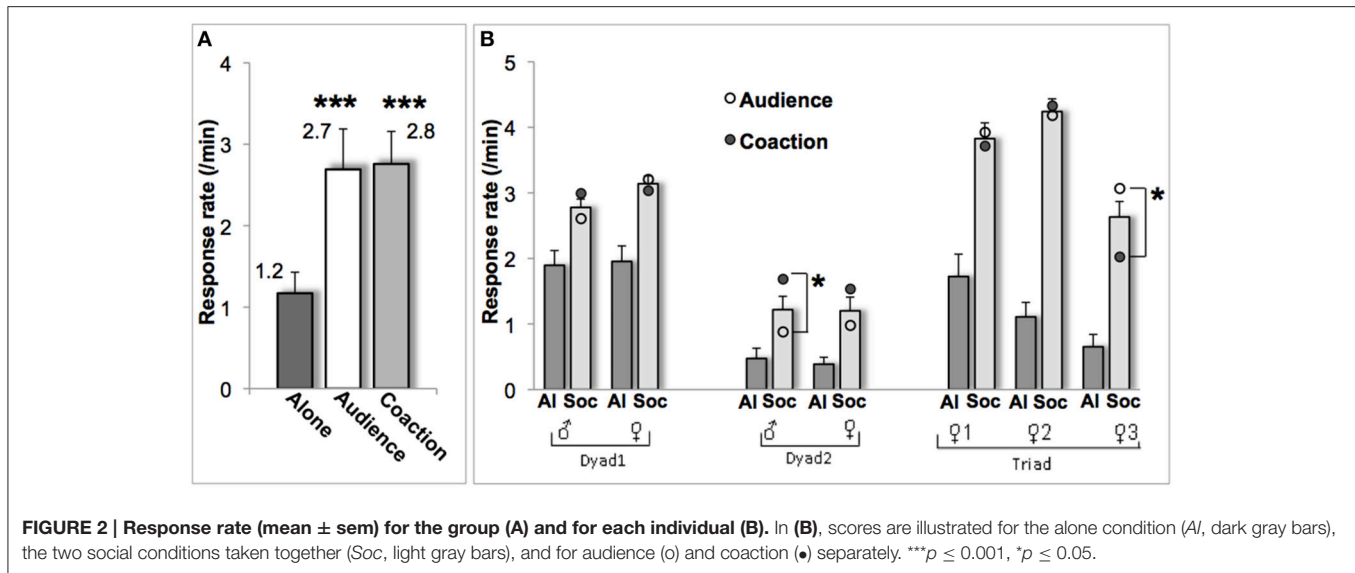 A
4
3
2
1
0
Response rate (/min)
*** ***
2.7 2.8
1.2
Alone
Audience
Coaction
B
5
4
3
2
1
0
Response rate (/min)
○ Audience
● Coaction
*
*
Al Soc Al Soc Al Soc Al Soc Al Soc Al Soc Al Soc
♂ ♀ ♂ ♀ ♀1 ♀2 ♀3
Dyad1 Dyad2 Triad
FIGURE 2 | Response rate (mean ± sem) for the group (A) and for each individual (B). In (B), scores are illustrated for the alone condition (Al, dark gray bars),
the two social conditions taken together (Soc, light gray bars), and for audience (o) and coaction (•) separately. ***p ≤ 0.001, *p ≤ 0.05.